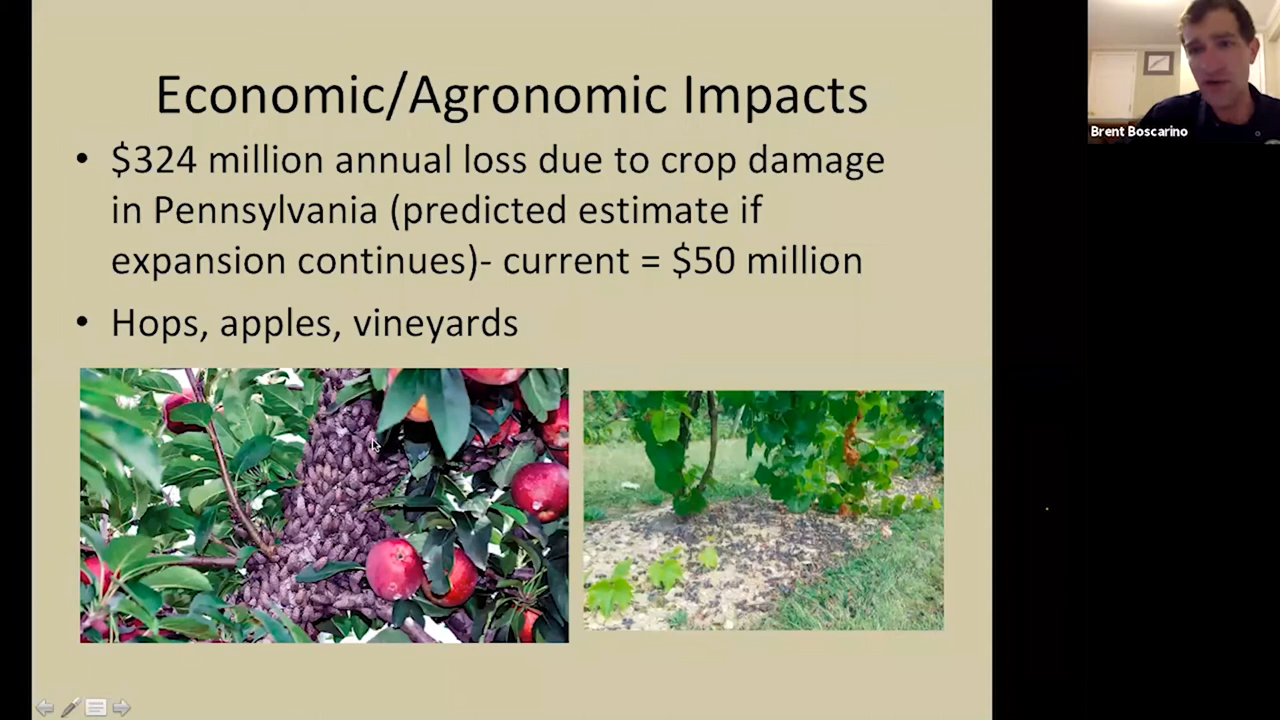 Economic/Agronomic Impacts
• $324 million annual loss due to crop damage
in Pennsylvania (predicted estimate if
expansion continues)- current = $50 million
• Hops, apples, vineyards
Brent Boscarino